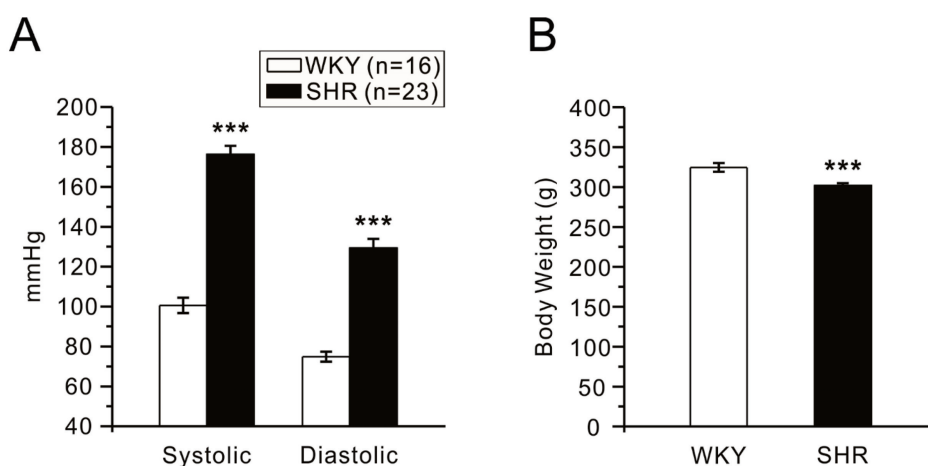 A
WKY (n=16)
SHR (n=23)
mmHg
200
180
160
140
120
100
80
60
40
***
***
Systolic
Diastolic
B
Body Weight (g)
400
350
300
250
200
150
100
50
0
***
WKY
SHR